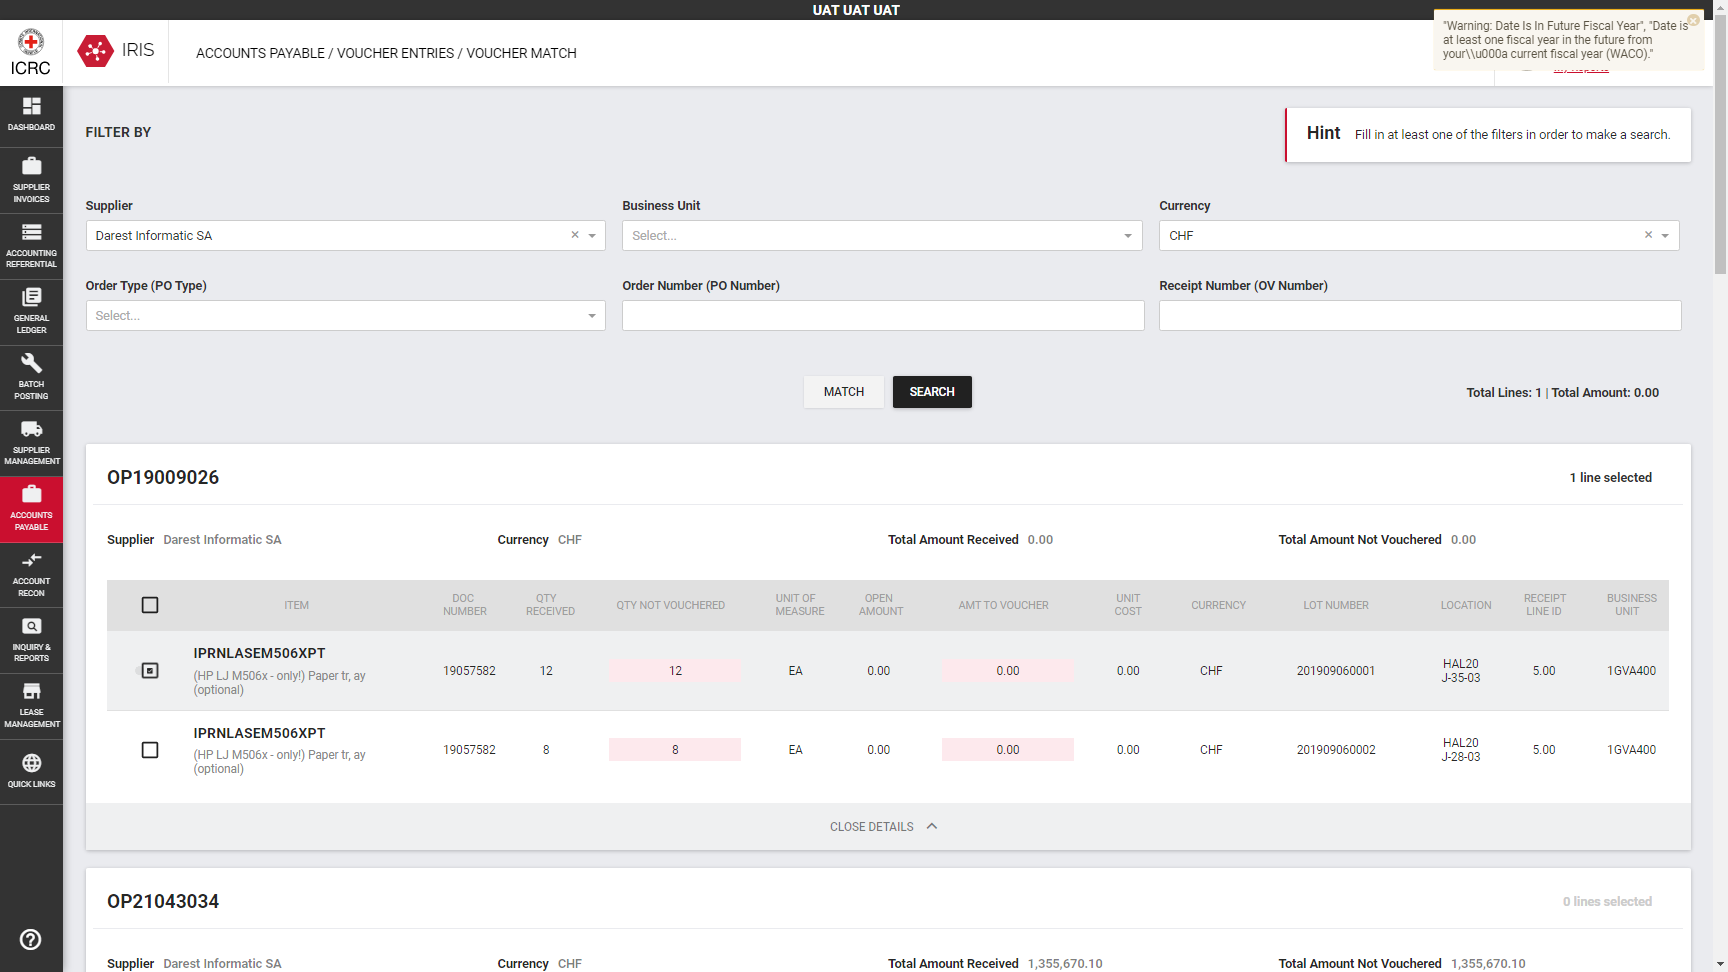 UAT UAT UAT
ICRC
IRIS
ACCOUNTS PAYABLE / VOUCHER ENTRIES / VOUCHER MATCH
"Warning: Date Is In Future Fiscal Year", "Date is
at least one fiscal year in the future from
your\\u000a current fiscal year (WACO)."
DASHBOARD
SUPPLIER
INVOICES
ACCOUNTING
REFERENTIAL
GENERAL
LEDGER
BATCH
POSTING
SUPPLIER
MANAGEMENT
ACCOUNTS
PAYABLE
ACCOUNT
RECON
INQUIRY &
REPORTS
LEASE
MANAGEMENT
QUICK LINKS
FILTER BY
Hint Fill in at least one of the filters in order to make a search.
Supplier Business Unit Currency
Darest Informatic SA Select... CHF
Order Type (PO Type) Order Number (PO Number) Receipt Number (OV Number)
Select...
MATCH SEARCH Total Lines: 1 | Total Amount: 0.00
OP19009026 1 line selected
Supplier Darest Informatic SA Currency CHF Total Amount Received 0.00 Total Amount Not Vouchered 0.00
ITEM DOC NUMBER QTY RECEIVED QTY NOT VOUCHERED UNIT OF MEASURE OPEN AMOUNT AMT TO VOUCHER UNIT COST CURRENCY LOT NUMBER LOCATION RECEIPT LINE ID BUSINESS UNIT
IPRNLASEM506XPT
(HP LJ M506x - only!) Paper tr, ay
(optional)
19057582 12 12 EA 0.00 0.00 0.00 CHF 201909060001 HAL20 J-35-03 5.00 1GVA400
IPRNLASEM506XPT
(HP LJ M506x - only!) Paper tr, ay
(optional)
19057582 8 8 EA 0.00 0.00 0.00 CHF 201909060002 HAL20 J-28-03 5.00 1GVA400
CLOSE DETAILS
OP21043034 0 lines selected
Supplier Darest Informatic SA Currency CHF Total Amount Received 1,355,670.10 Total Amount Not Vouchered 1,355,670.10